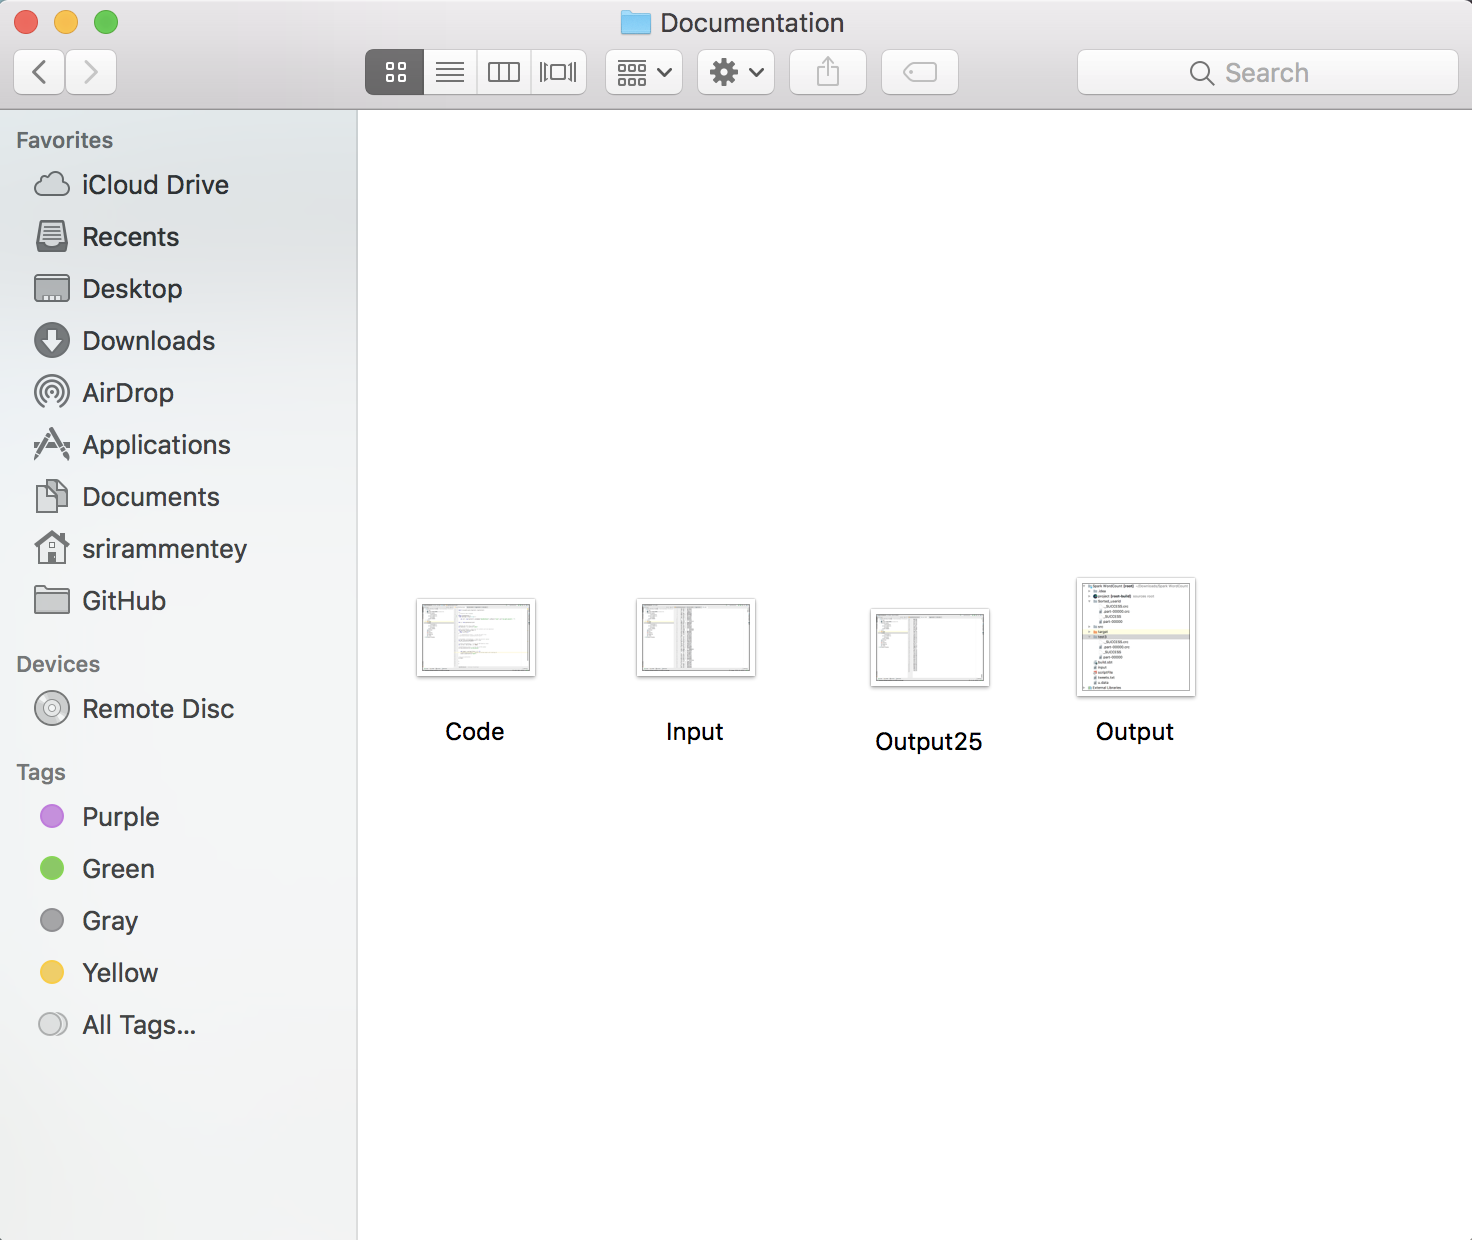 Documentation
Search
Favorites
iCloud Drive
Recents
Desktop
Downloads
AirDrop
Applications
Documents
srirammentey
GitHub
Devices
Remote Disc
Tags
Purple
Green
Gray
Yellow
All Tags...
Code
Input
Output25
Output